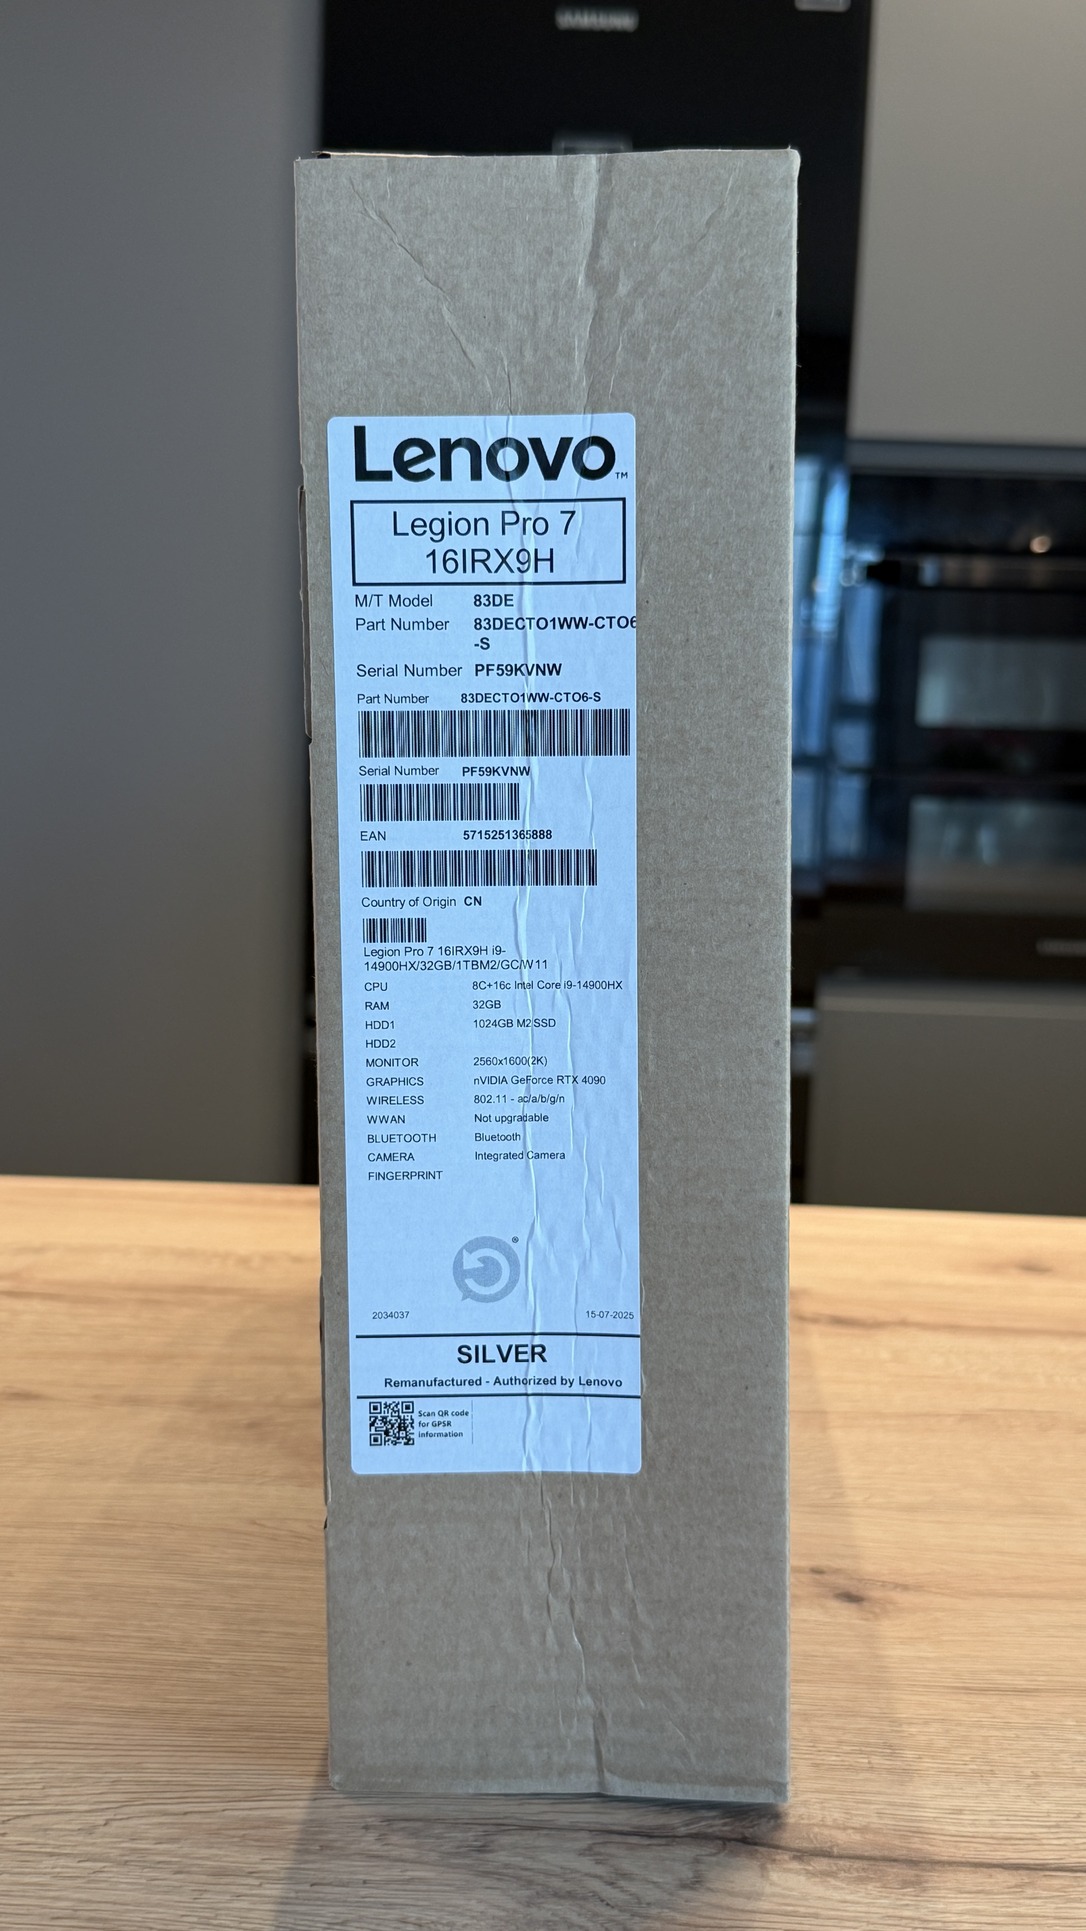 SAMSUNG
Lenovo™
Legion Pro 7
16IRX9H
M/T Model 83DE
Part Number 83DECTO1WW-CTO6
-S
Serial Number PF59KVNW
Part Number 83DECTO1WW-CTO6-S
Serial Number PF59KVNW
EAN 5715251365888
Country of Origin CN
Legion Pro 7 16IRX9H i9-
14900HX/32GB/1TBM2/GC/W11
CPU 8C+16c Intel Core i9-14900HX
RAM 32GB
HDD1 1024GB M2 SSD
HDD2
MONITOR 2560x1600(2K)
GRAPHICS nVIDIA GeForce RTX 4090
WIRELESS 802.11 - ac/a/b/g/n
WWAN Not upgradable
BLUETOOTH Bluetooth
CAMERA Integrated Camera
FINGERPRINT
®
2034037 15-07-2025
SILVER
Remanufactured - Authorized by Lenovo
Scan QR code
for GPSR
information